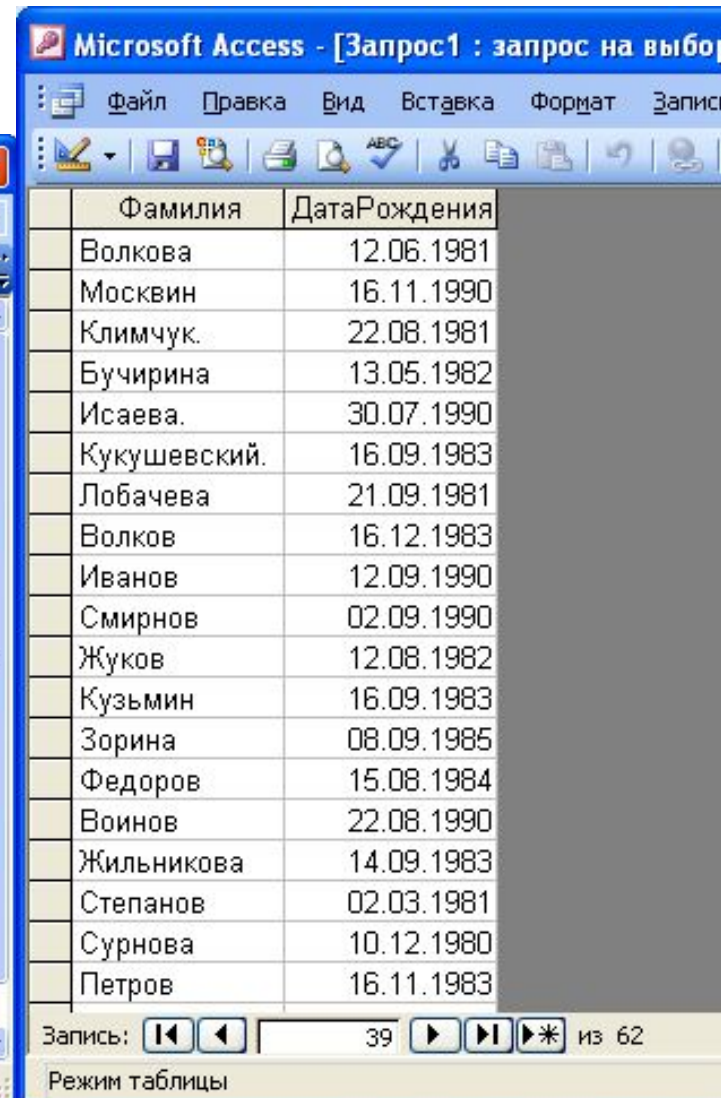 Microsoft Access - [Запрос1 : запрос на выбо
Файл Правка Вид Вставка Формат Запис
ABC
Фамилия ДатаРождения
Волкова 12.06.1981
Москвин 16.11.1990
Климчук. 22.08.1981
Бучирина 13.05.1982
Исаева. 30.07.1990
Кукушевский. 16.09.1983
Лобачева 21.09.1981
Волков 16.12.1983
Иванов 12.09.1990
Смирнов 02.09.1990
Жуков 12.08.1982
Кузьмин 16.09.1983
Зорина 08.09.1985
Федоров 15.08.1984
Воинов 22.08.1990
Жильникова 14.09.1983
Степанов 02.03.1981
Сурнова 10.12.1980
Петров 16.11.1983
Запись: 39 из 62
Режим таблицы